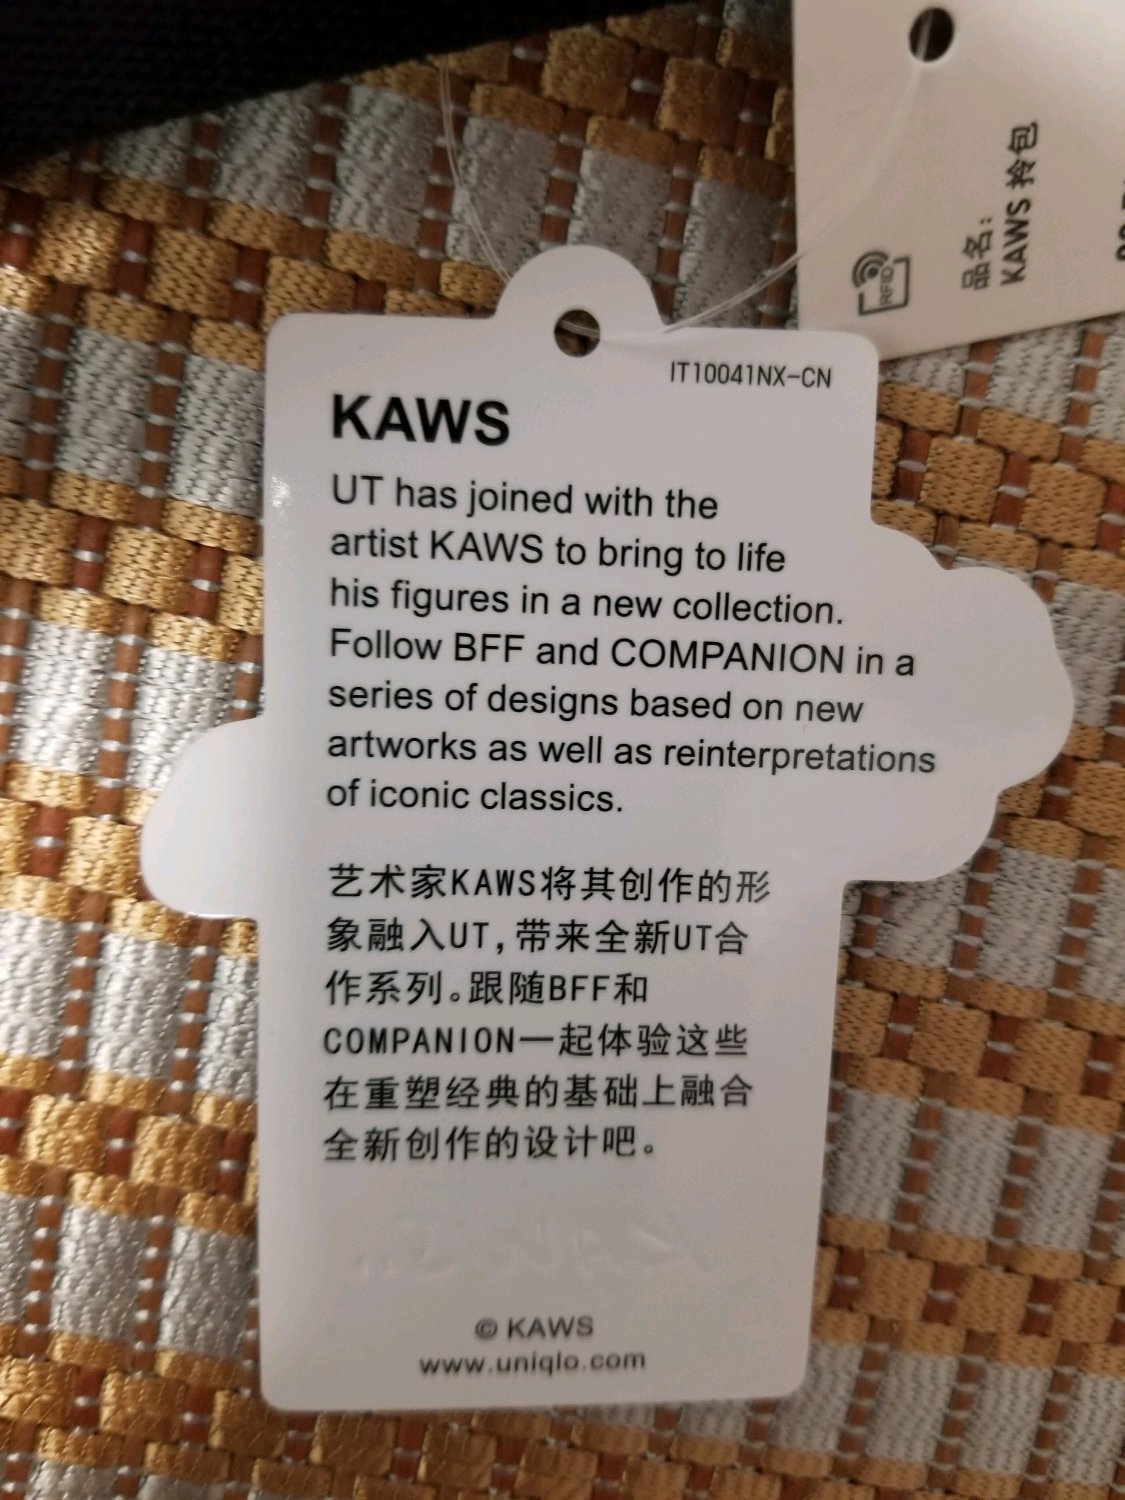 品名:
KAWS 拎包
RFID
IT10041NX-CN
KAWS
UT has joined with the
artist KAWS to bring to life
his figures in a new collection.
Follow BFF and COMPANION in a
series of designs based on new
artworks as well as reinterpretations
of iconic classics.
艺术家KAWS将其创作的形
象融入UT,带来全新UT合
作系列。跟随BFF和
COMPANION一起体验这些
在重塑经典的基础上融合
全新创作的设计吧。
© KAWS
www.uniqlo.com